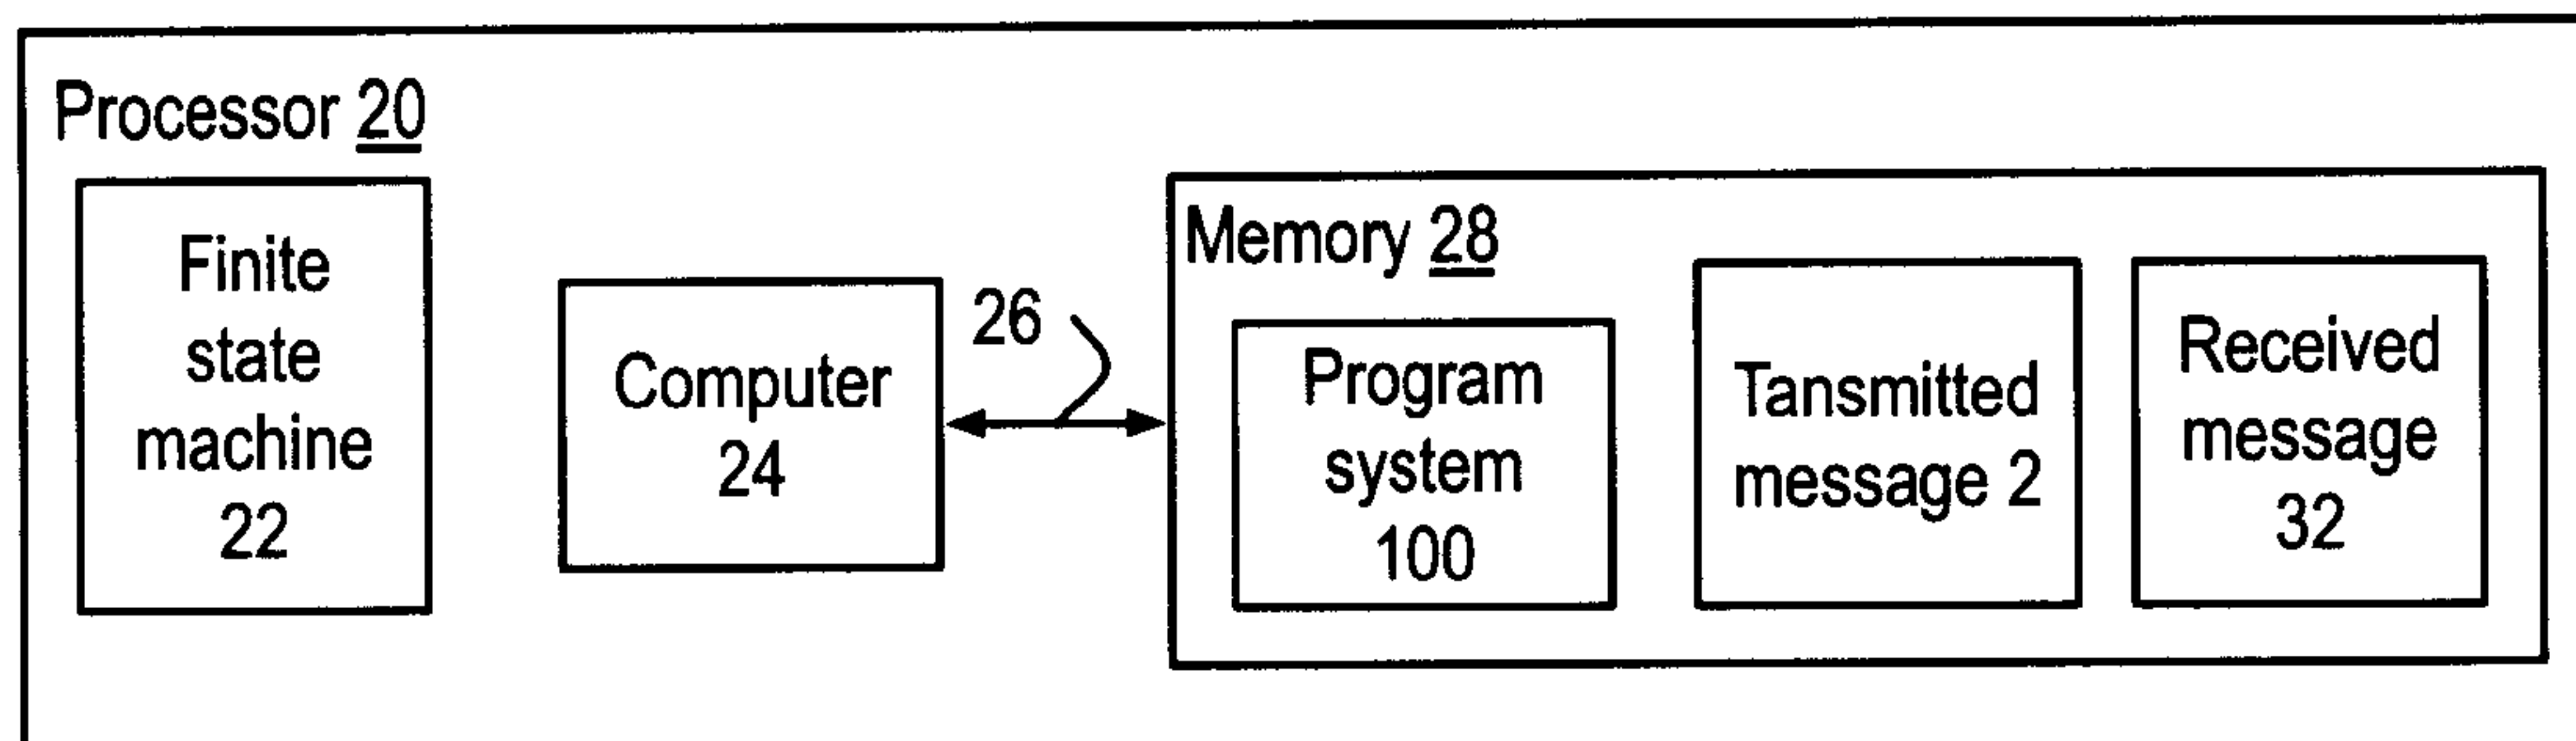 Processor 20
Finite
state
machine
22
Computer
24
26
Memory 28
Program
system
100
Tansmitted
message 2
Received
message
32